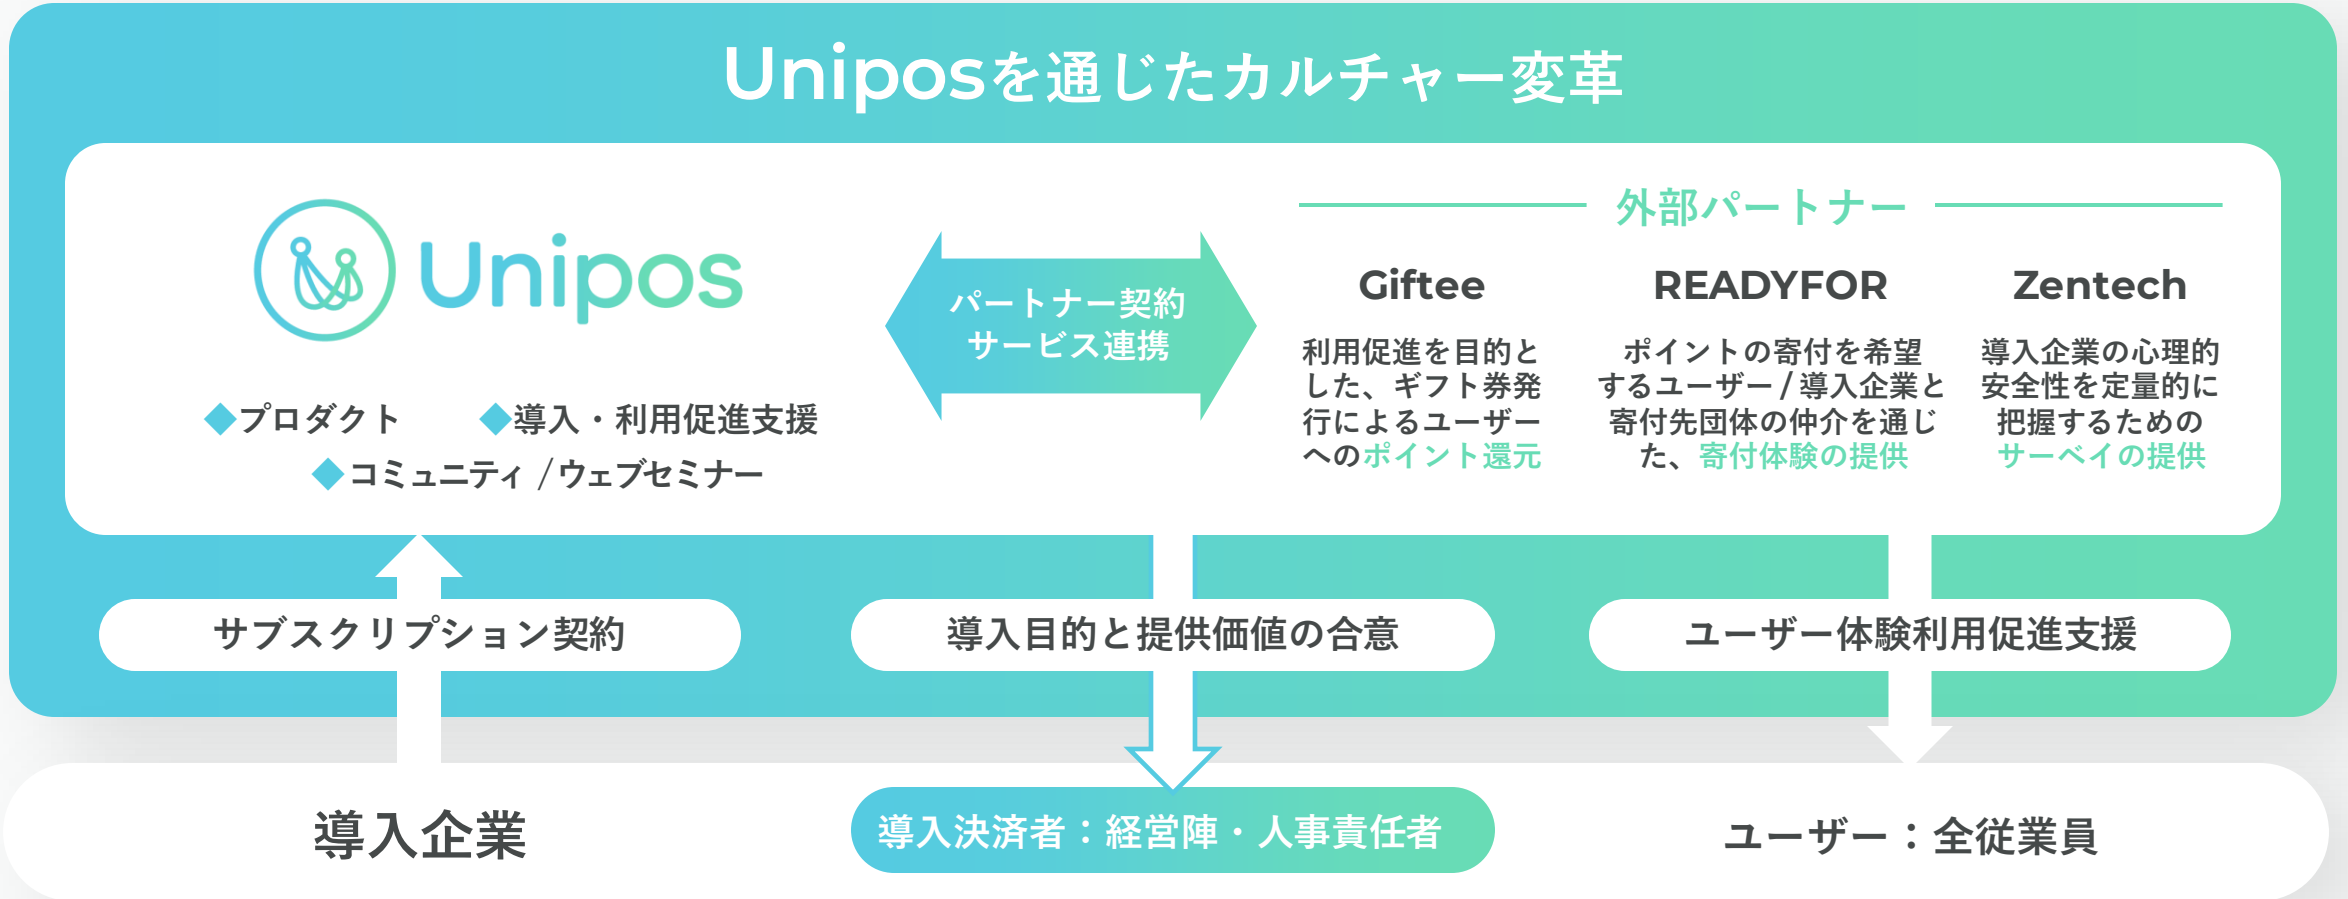 Uniposを通じたカルチャー変革
Unipos
◆プロダクト ◆導入・利用促進支援
◆コミュニティ /ウェブセミナー
パートナー契約
サービス連携
外部パートナー
Giftee
利用促進を目的と
した、ギフト券発
行によるユーザー
へのポイント還元
READYFOR
ポイントの寄付を希望
するユーザー / 導入企業と
寄付先団体の仲介を通じ
た、寄付体験の提供
Zentech
導入企業の心理的
安全性を定量的に
把握するための
サーベイの提供
サブスクリプション契約
導入目的と提供価値の合意
ユーザー体験利用促進支援
導入企業
導入決済者：経営陣・人事責任者
ユーザー：全従業員